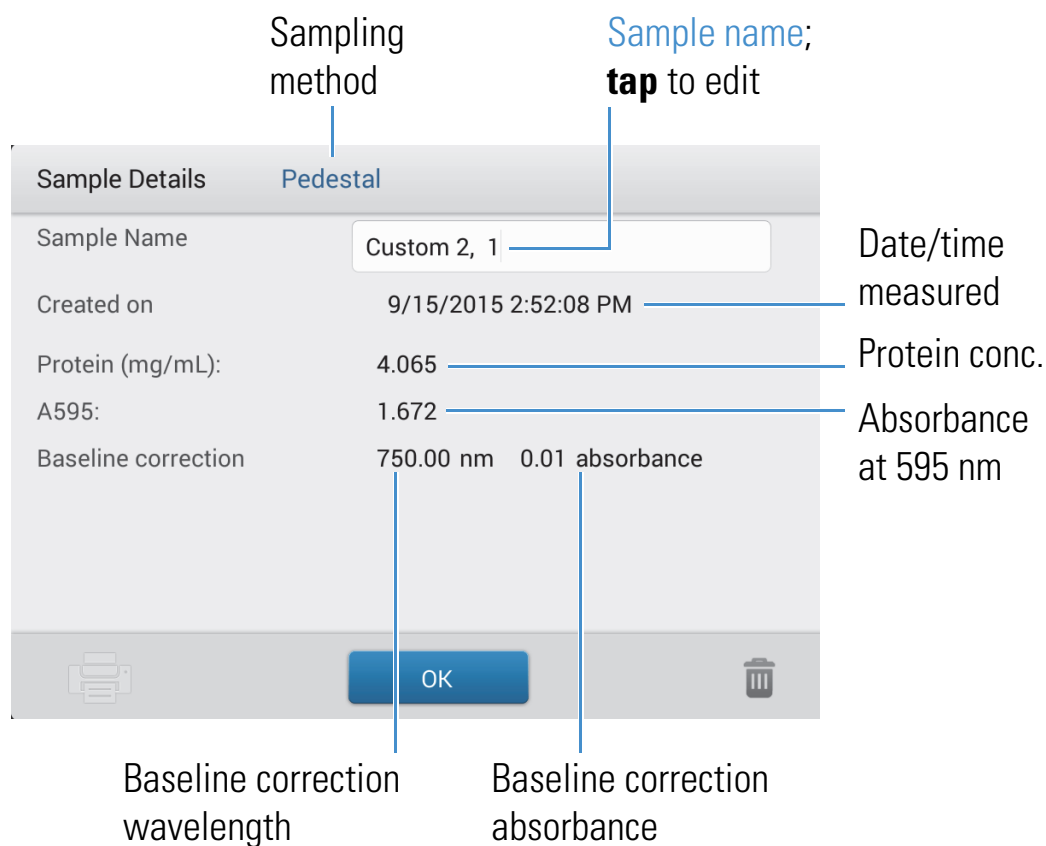 Sampling
method
Sample name;
tap to edit
Sample Details Pedestal
Sample Name Custom 2, 1
Created on 9/15/2015 2:52:08 PM
Date/time
measured
Protein (mg/mL): 4.065
Protein conc.
A595: 1.672
Absorbance
at 595 nm
Baseline correction 750.00 nm 0.01 absorbance
OK
Baseline correction
wavelength
Baseline correction
absorbance